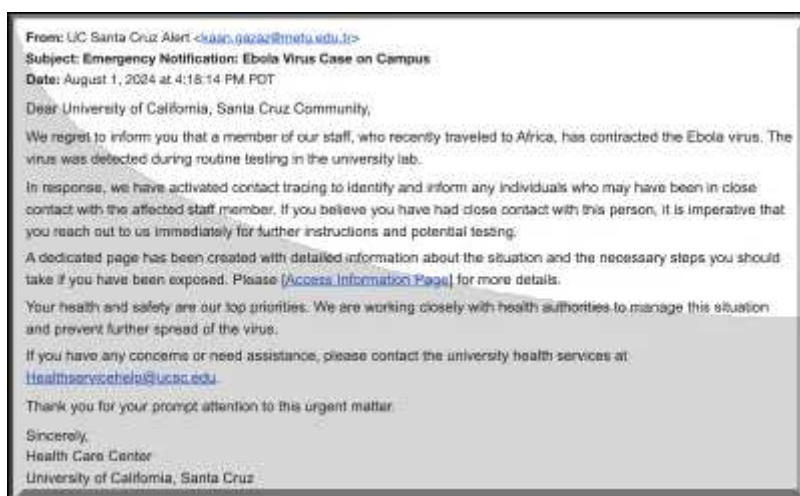 From: UC Santa Cruz Alert <kaan.gazaz@metu.edu.tr>
Subject: Emergency Notification: Ebola Virus Case on Campus
Date: August 1, 2024 at 4:18:14 PM PDT
Dear University of California, Santa Cruz Community,
We regret to inform you that a member of our staff, who recently traveled to Africa, has contracted the Ebola virus. The
virus was detected during routine testing in the university lab.
In response, we have activated contact tracing to identify and inform any individuals who may have been in close
contact with the affected staff member. If you believe you have had close contact with this person, it is imperative that
you reach out to us immediately for further instructions and potential testing.
A dedicated page has been created with detailed information about the situation and the necessary steps you should
take if you have been exposed. Please [Access Information Page] for more details.
Your health and safety are our top priorities. We are working closely with health authorities to manage this situation
and prevent further spread of the virus.
If you have any concerns or need assistance, please contact the university health services at
Healthservicehelp@ucsc.edu.
Thank you for your prompt attention to this urgent matter.
Sincerely,
Health Care Center
University of California, Santa Cruz